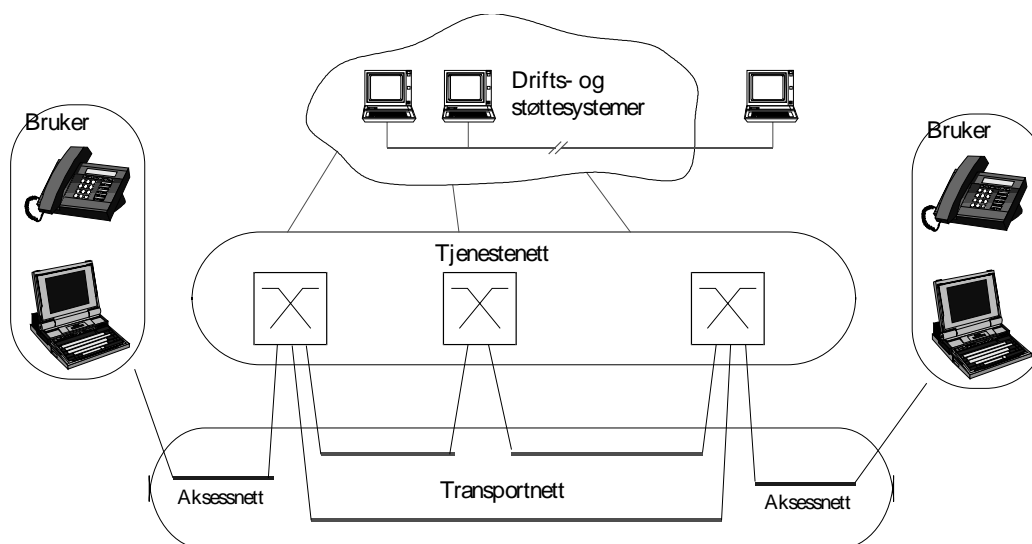 Drifts- og
støttesystemer
Bruker
Bruker
Tjenestenett
Aksessnett
Transportnett
Aksessnett